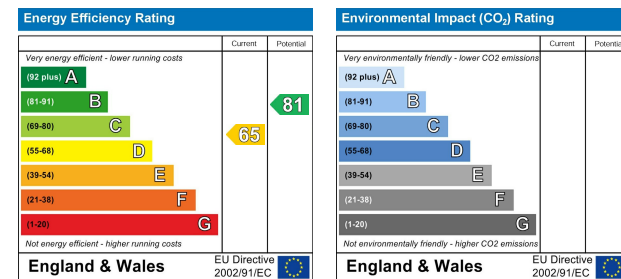 Energy Efficiency Rating
Current Potential
Very energy efficient - lower running costs
(92 plus) A
(81-91) B
81
(69-80) C
65
(55-68) D
(39-54) E
(21-38) F
(1-20) G
Not energy efficient - higher running costs
England & Wales
EU Directive
2002/91/EC
Environmental Impact (CO2) Rating
Current Potential
Very environmentally friendly - lower CO2 emissions
(92 plus) A
(81-91) B
(69-80) C
(55-68) D
(39-54) E
(21-38) F
(1-20) G
Not environmentally friendly - higher CO2 emissions
England & Wales
EU Directive
2002/91/EC